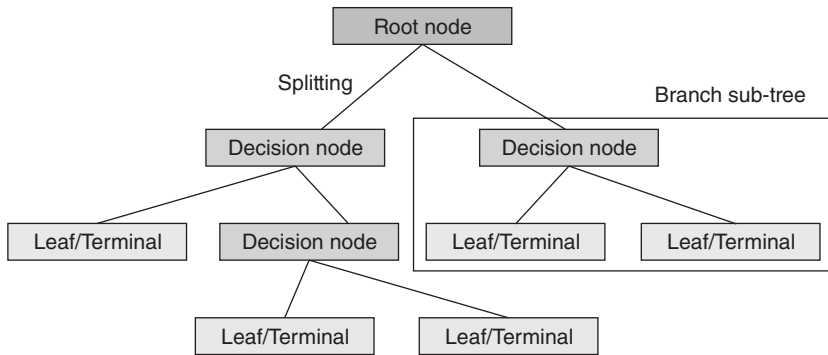 Root node
Splitting
Branch sub-tree
Decision node
Decision node
Leaf/Terminal
Decision node
Leaf/Terminal
Leaf/Terminal
Leaf/Terminal
Leaf/Terminal